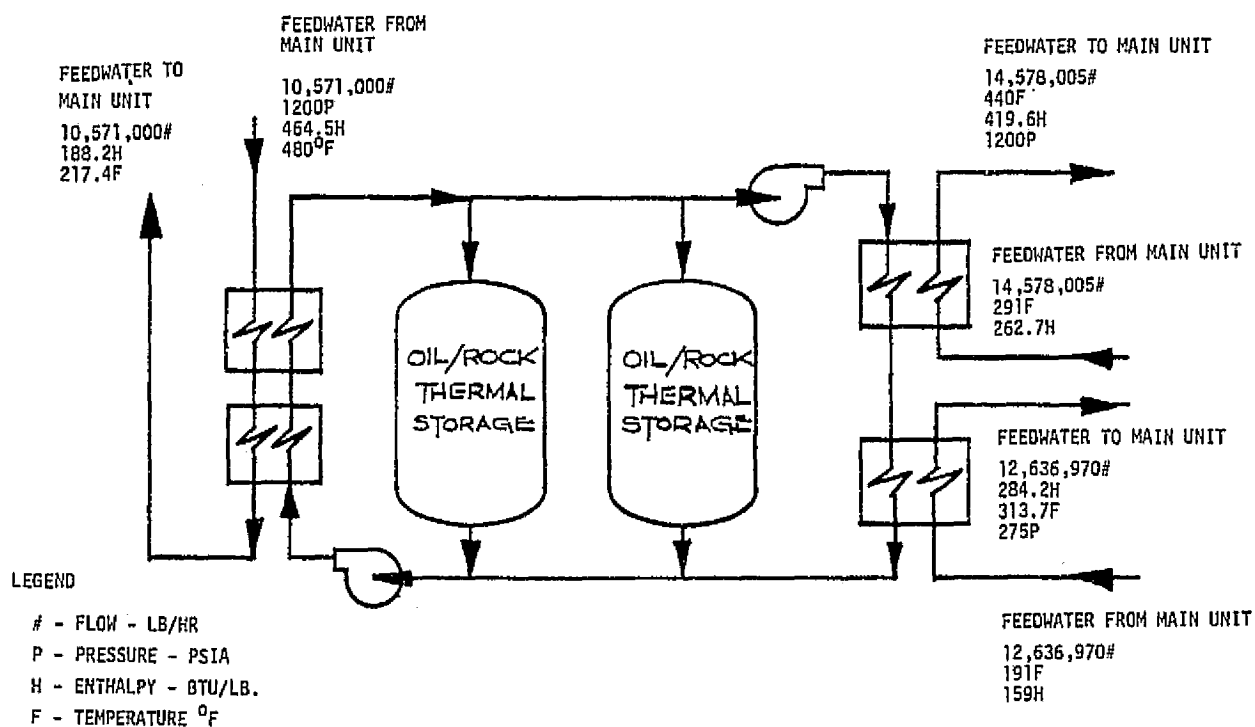 FEEDWATER TO
MAIN UNIT
10,571,000#
188.2H
217.4F
FEEDWATER FROM
MAIN UNIT
10,571,000#
1200P
464.5H
480°F
FEEDWATER TO MAIN UNIT
14,578,005#
440F
419.6H
1200P
FEEDWATER FROM MAIN UNIT
14,578,005#
291F
262.7H
OIL/ROCK
THERMAL
STORAGE
OIL/ROCK
THERMAL
STORAGE
FEEDWATER TO MAIN UNIT
12,636,970#
284.2H
313.7F
275P
FEEDWATER FROM MAIN UNIT
12,636,970#
191F
159H
LEGEND
# - FLOW - LB/HR
P - PRESSURE - PSIA
H - ENTHALPY - BTU/LB.
F - TEMPERATURE °F